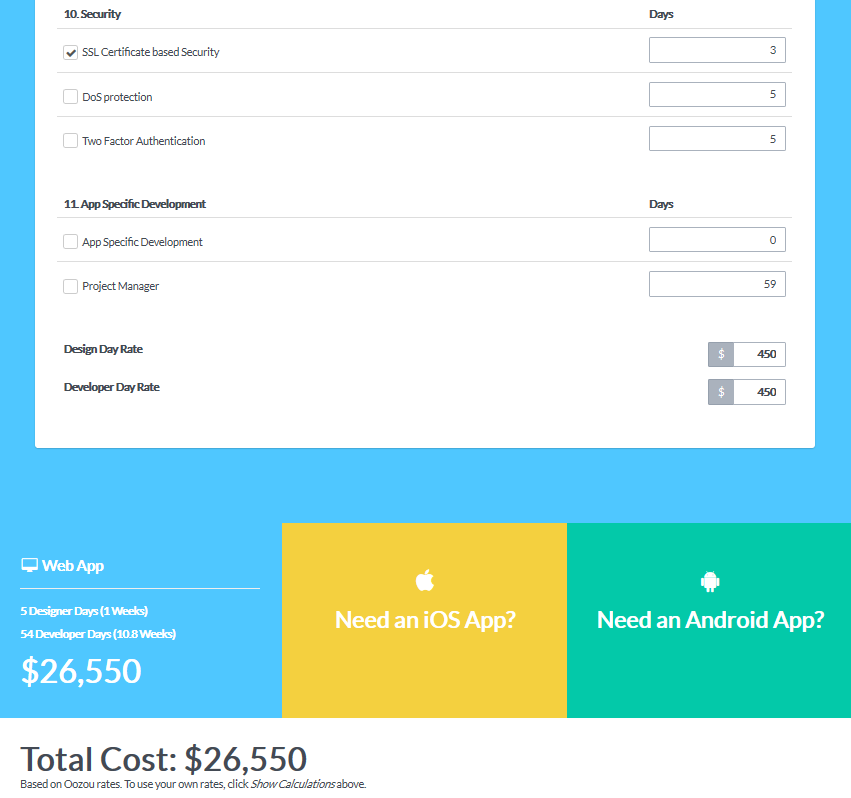 10. Security Days
SSL Certificate based Security 3
DoS protection 5
Two Factor Authentication 5
11. App Specific Development Days
App Specific Development 0
Project Manager 59
Design Day Rate $ 450
Developer Day Rate $ 450
Web App
5 Designer Days (1 Weeks)
54 Developer Days (10.8 Weeks)
$26,550
Need an iOS App?
Need an Android App?
Total Cost: $26,550
Based on Oozou rates. To use your own rates, click Show Calculations above.